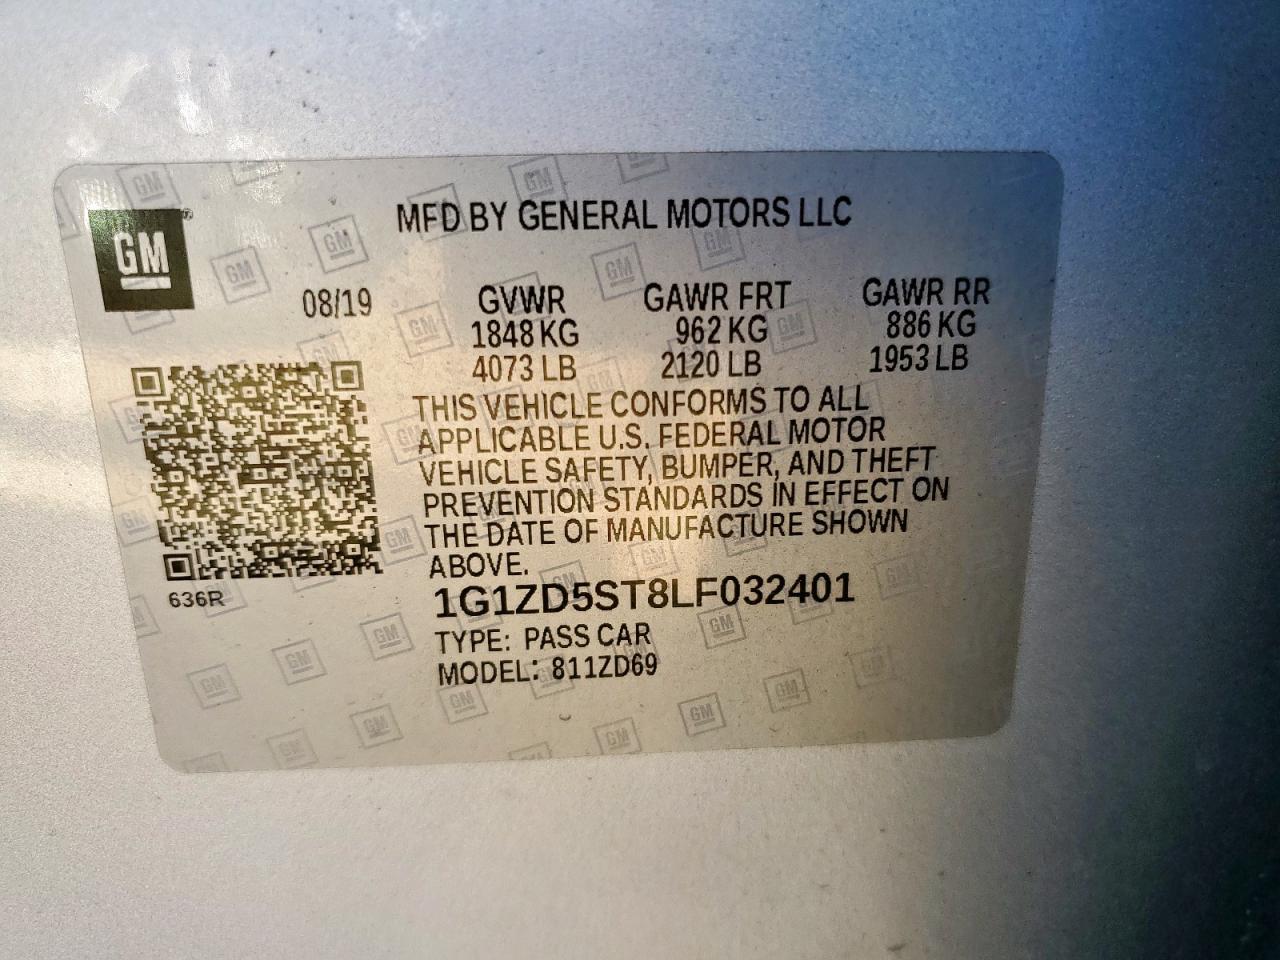 GM
MFD BY GENERAL MOTORS LLC
08/19 GVWR GAWR FRT GAWR RR
1848 KG 962 KG 886 KG
4073 LB 2120 LB 1953 LB
THIS VEHICLE CONFORMS TO ALL
APPLICABLE U.S. FEDERAL MOTOR
VEHICLE SAFETY, BUMPER, AND THEFT
PREVENTION STANDARDS IN EFFECT ON
THE DATE OF MANUFACTURE SHOWN
ABOVE.
636R
1G1ZD5ST8LF032401
TYPE: PASS CAR
MODEL: 811ZD69